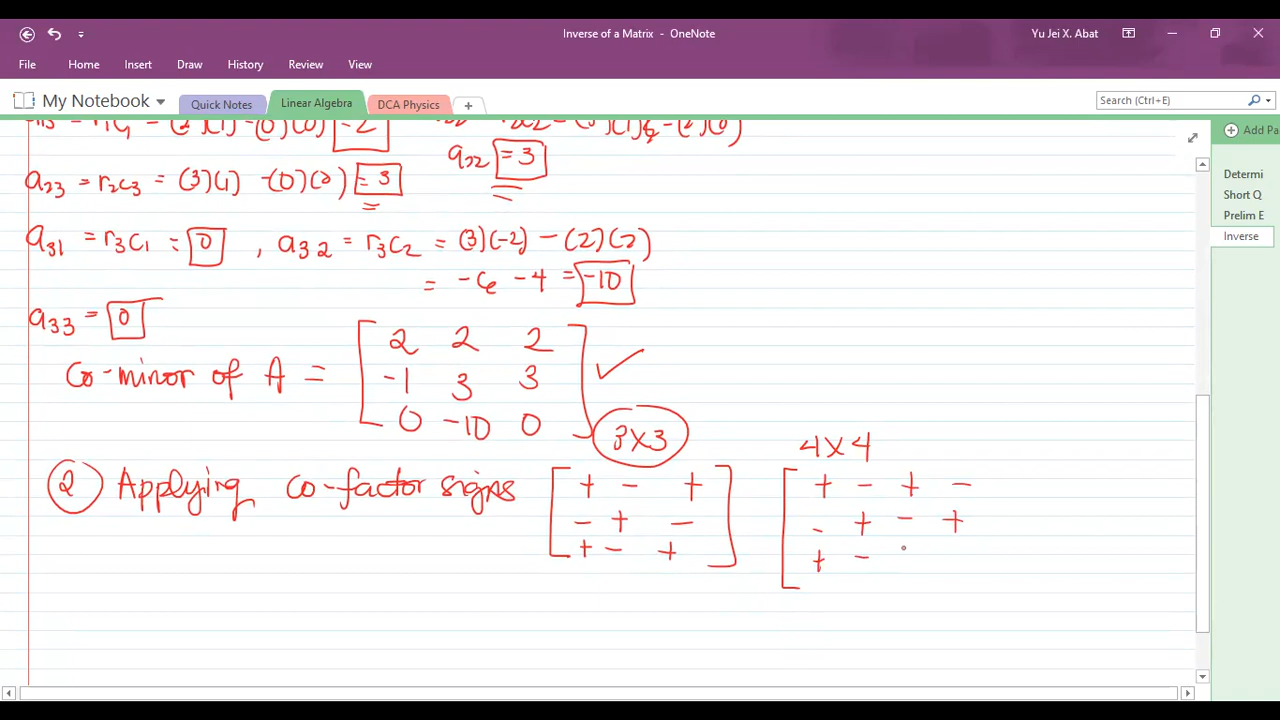 Inverse of a Matrix - OneNote
Yu Jei X. Abat
File Home Insert Draw History Review View
My Notebook
Quick Notes
Linear Algebra
DCA Physics
+
Search (Ctrl+E)
Add Pa
Determi
Short Q
Prelim E
Inverse
a22 = 3
a23 = r2c3 = (3)(1) -(0)(0) = 3
a31 = r3c1 = 0 , a32 = r3c2 = (3)(-2) - (2)(2)
= -6 - 4 = -10
a33 = 0
Co-minor of A = [ 2 2 2
-1 3 3
0 -10 0 ] ✓
3X3
4X4
② Applying co-factor signs [ + - +
- + -
+ - + ]
[ + - + -
- + - +
+ -